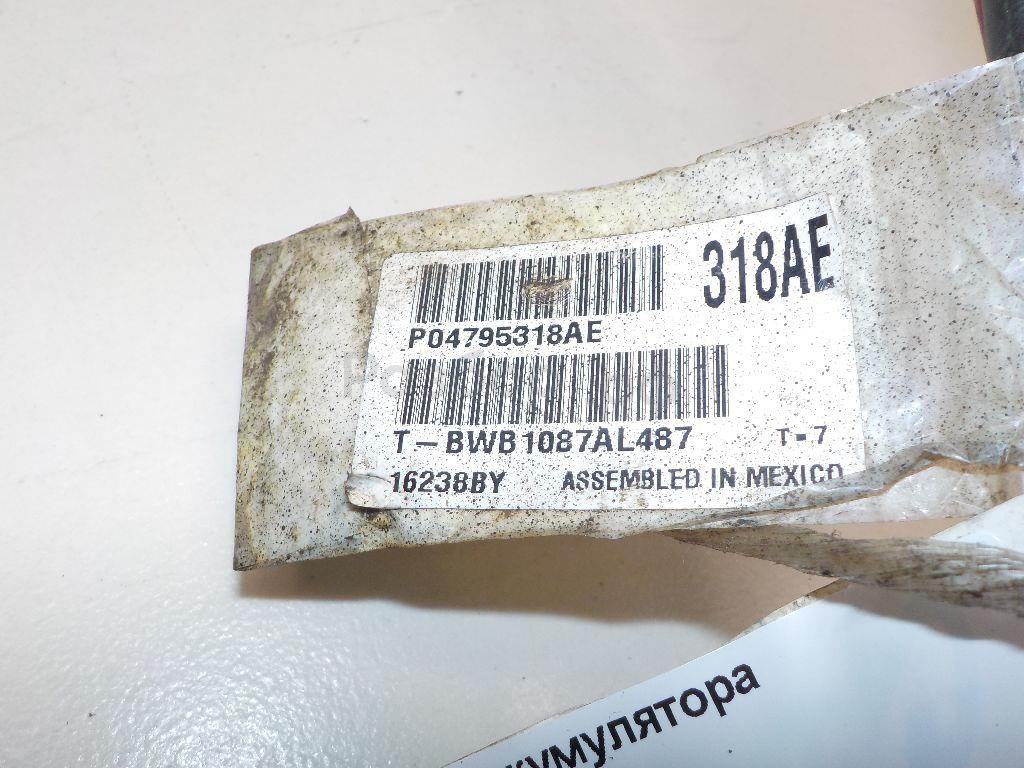 318AE
P04795318AE
T-BWB1087AL487 T-7
16238BY ASSEMBLED IN MEXICO
кумулятора